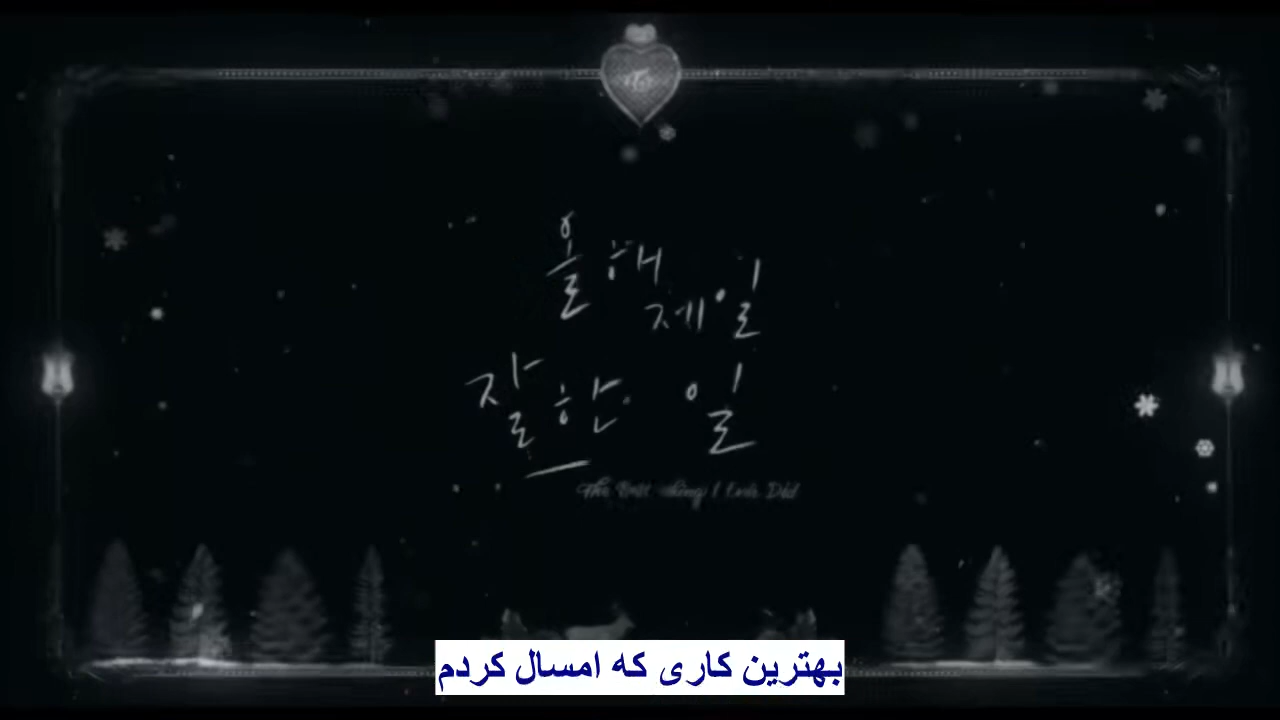 올해
제일
잘한 일
The Best Thing I Ever Did
بهترین کاری که امسال کردم